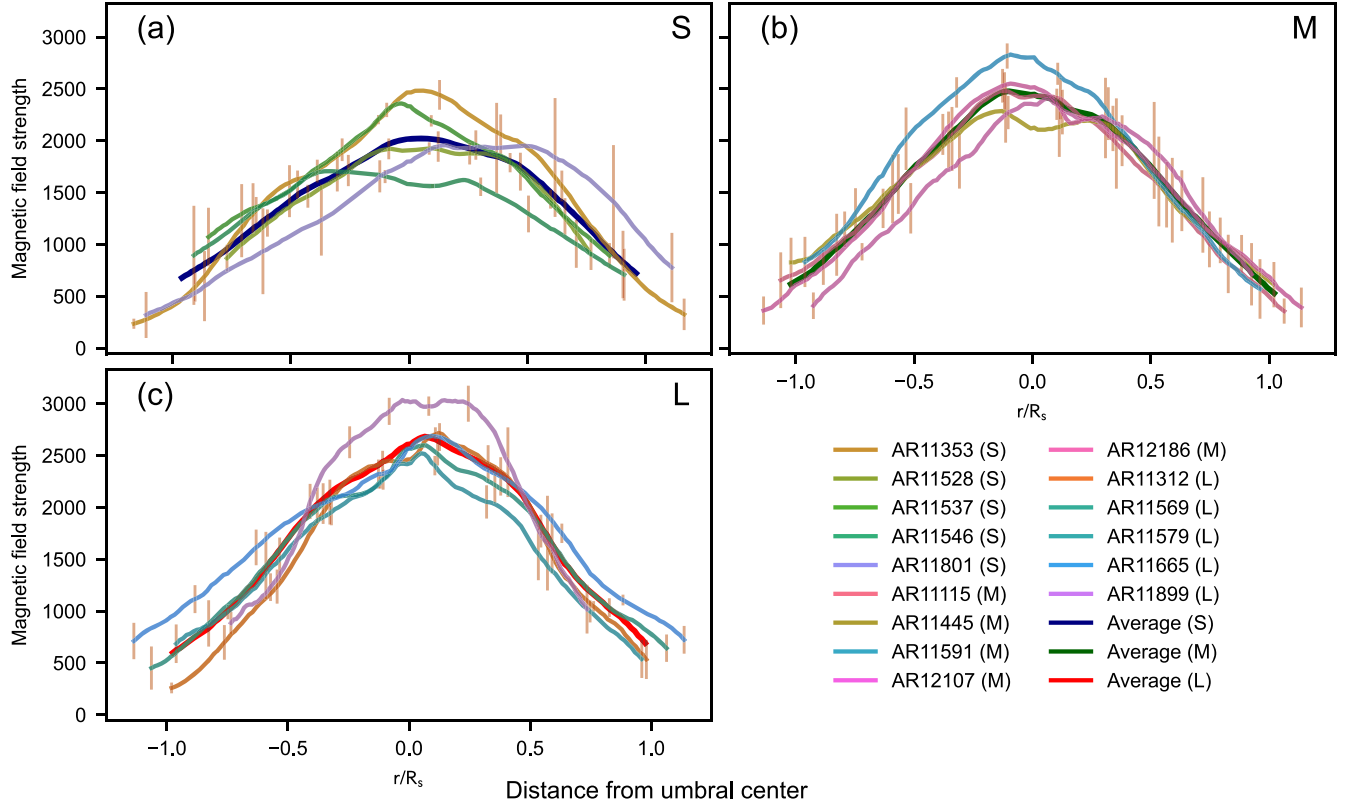 (a)
S
3000
2500
2000
1500
1000
500
0
Magnetic field strength
(b)
M
−1.0
−0.5
0.0
0.5
1.0
r/Rs
(c)
L
3000
2500
2000
1500
1000
500
0
Magnetic field strength
−1.0
−0.5
0.0
0.5
1.0
r/Rs
Distance from umbral center
AR11353 (S)
AR11528 (S)
AR11537 (S)
AR11546 (S)
AR11801 (S)
AR11115 (M)
AR11445 (M)
AR11591 (M)
AR12107 (M)
AR12186 (M)
AR11312 (L)
AR11569 (L)
AR11579 (L)
AR11665 (L)
AR11899 (L)
Average (S)
Average (M)
Average (L)